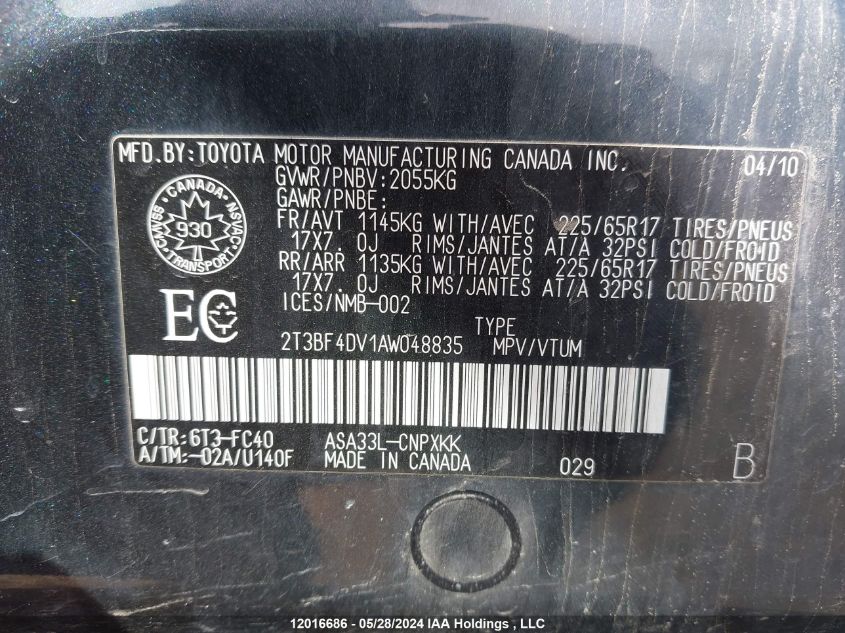 MFD.BY:TOYOTA MOTOR MANUFACTURING CANADA INC. 04/10
GVWR/PNBV:2055KG
GAWR/PNBE:
FR/AVT 1145KG WITH/AVEC 225/65R17 TIRES/PNEUS
17X7.0J RIMS/JANTES AT/A 32PSI COLD/FROID
RR/ARR 1135KG WITH/AVEC 225/65R17 TIRES/PNEUS
17X7.0J RIMS/JANTES AT/A 32PSI COLD/FROID
ICES/NMB-002
CANADA
CMVSS 930 NSVAC
TRANSPORT
EC
TYPE
2T3BF4DV1AW048835 MPV/VTUM
C/TR:6T3-FC40 ASA33L-CNPXKK
A/TM:-02A/U140F MADE IN CANADA 029 B
12016686 - 05/28/2024 IAA Holdings , LLC